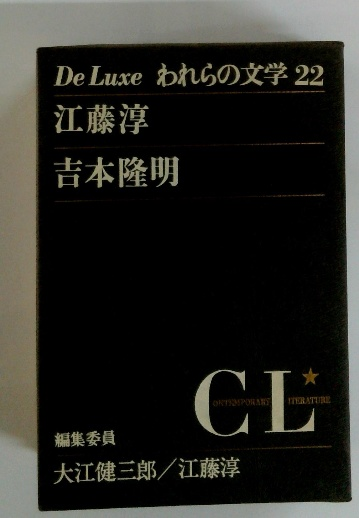 De Luxe われらの文学 22
江藤淳
吉本隆明
CL★
CONTEMPORARY LITERATURE
編集委員
大江健三郎／江藤淳